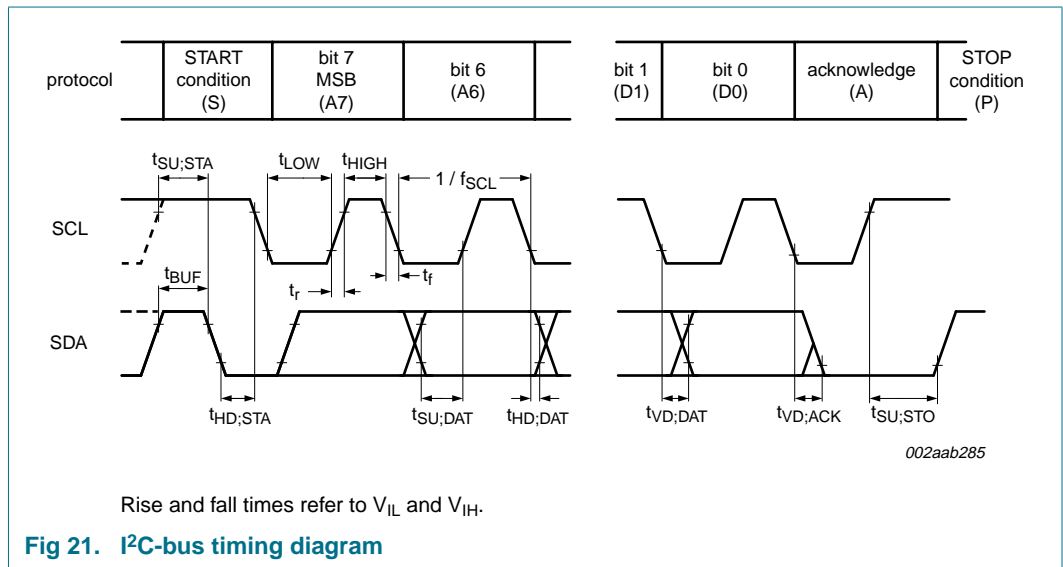 protocol
START
condition
(S)
bit 7
MSB
(A7)
bit 6
(A6)
bit 1
(D1)
bit 0
(D0)
acknowledge
(A)
STOP
condition
(P)
tSU;STA
tLOW
tHIGH
1 / fSCL
SCL
tBUF
tr
tf
SDA
tHD;STA
tSU;DAT
tHD;DAT
tVD;DAT
tVD;ACK
tSU;STO
002aab285
Rise and fall times refer to VIL and VIH.
Fig 21. I²C-bus timing diagram